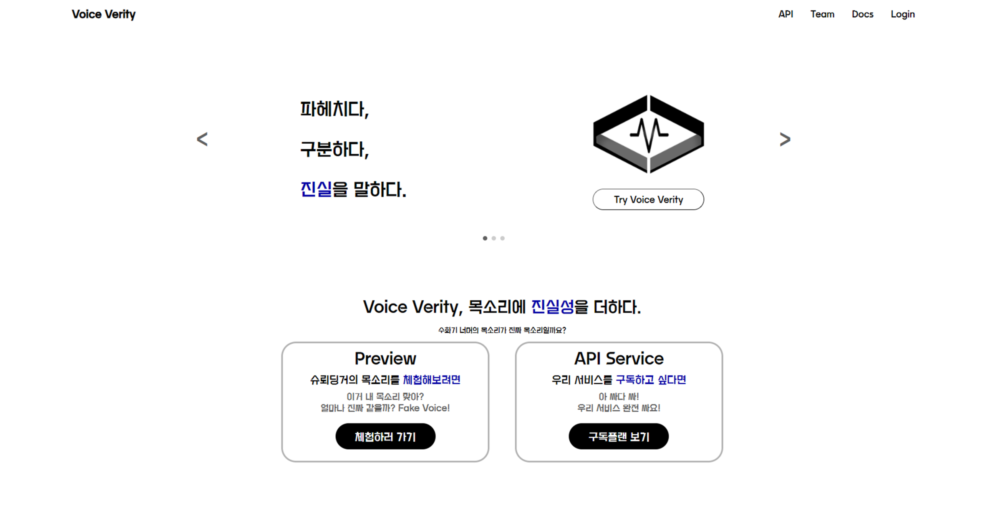 Voice Verity
API Team Docs Login
파헤치다,
구분하다,
진실을 말하다.
<
>
Try Voice Verity
Voice Verity, 목소리에 진실성을 더하다.
수화기 너머의 목소리가 진짜 목소리일까요?
Preview
슈뢰딩거의 목소리를 체험해보려면
이거 내 목소리 맞아?
얼마나 진짜 같을까? Fake Voice!
체험하러 가기
API Service
우리 서비스를 구독하고 싶다면
아 싸다 싸!
우리 서비스 완전 싸요!
구독플랜 보기